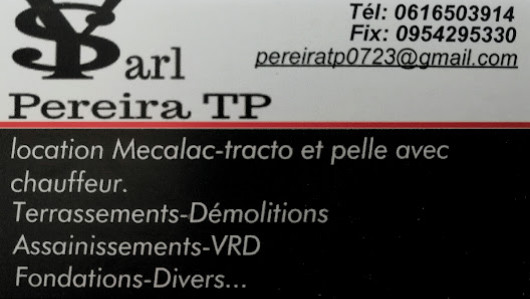 SYarl
Pereira TP
Tél: 0616503914
Fix: 0954295330
pereiratp0723@gmail.com
location Mecalac-tracto et pelle avec
chauffeur.
Terrassements-Démolitions
Assainissements-VRD
Fondations-Divers...